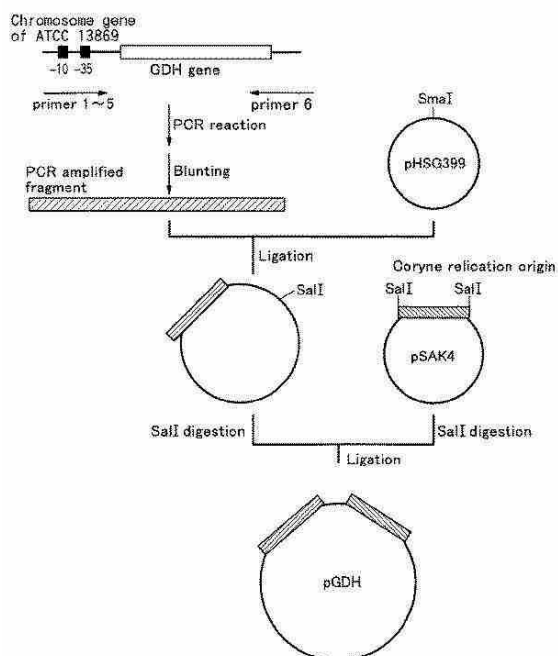 Chromosome gene
of ATCC 13869
-10 -35
GDH gene
primer 1~5
primer 6
SmaI
PCR reaction
pHSG399
PCR amplified
fragment
Blunting
Ligation
Coryne relication origin
SalI
SalI SalI
pSAK4
SalI digestion
SalI digestion
Ligation
pGDH